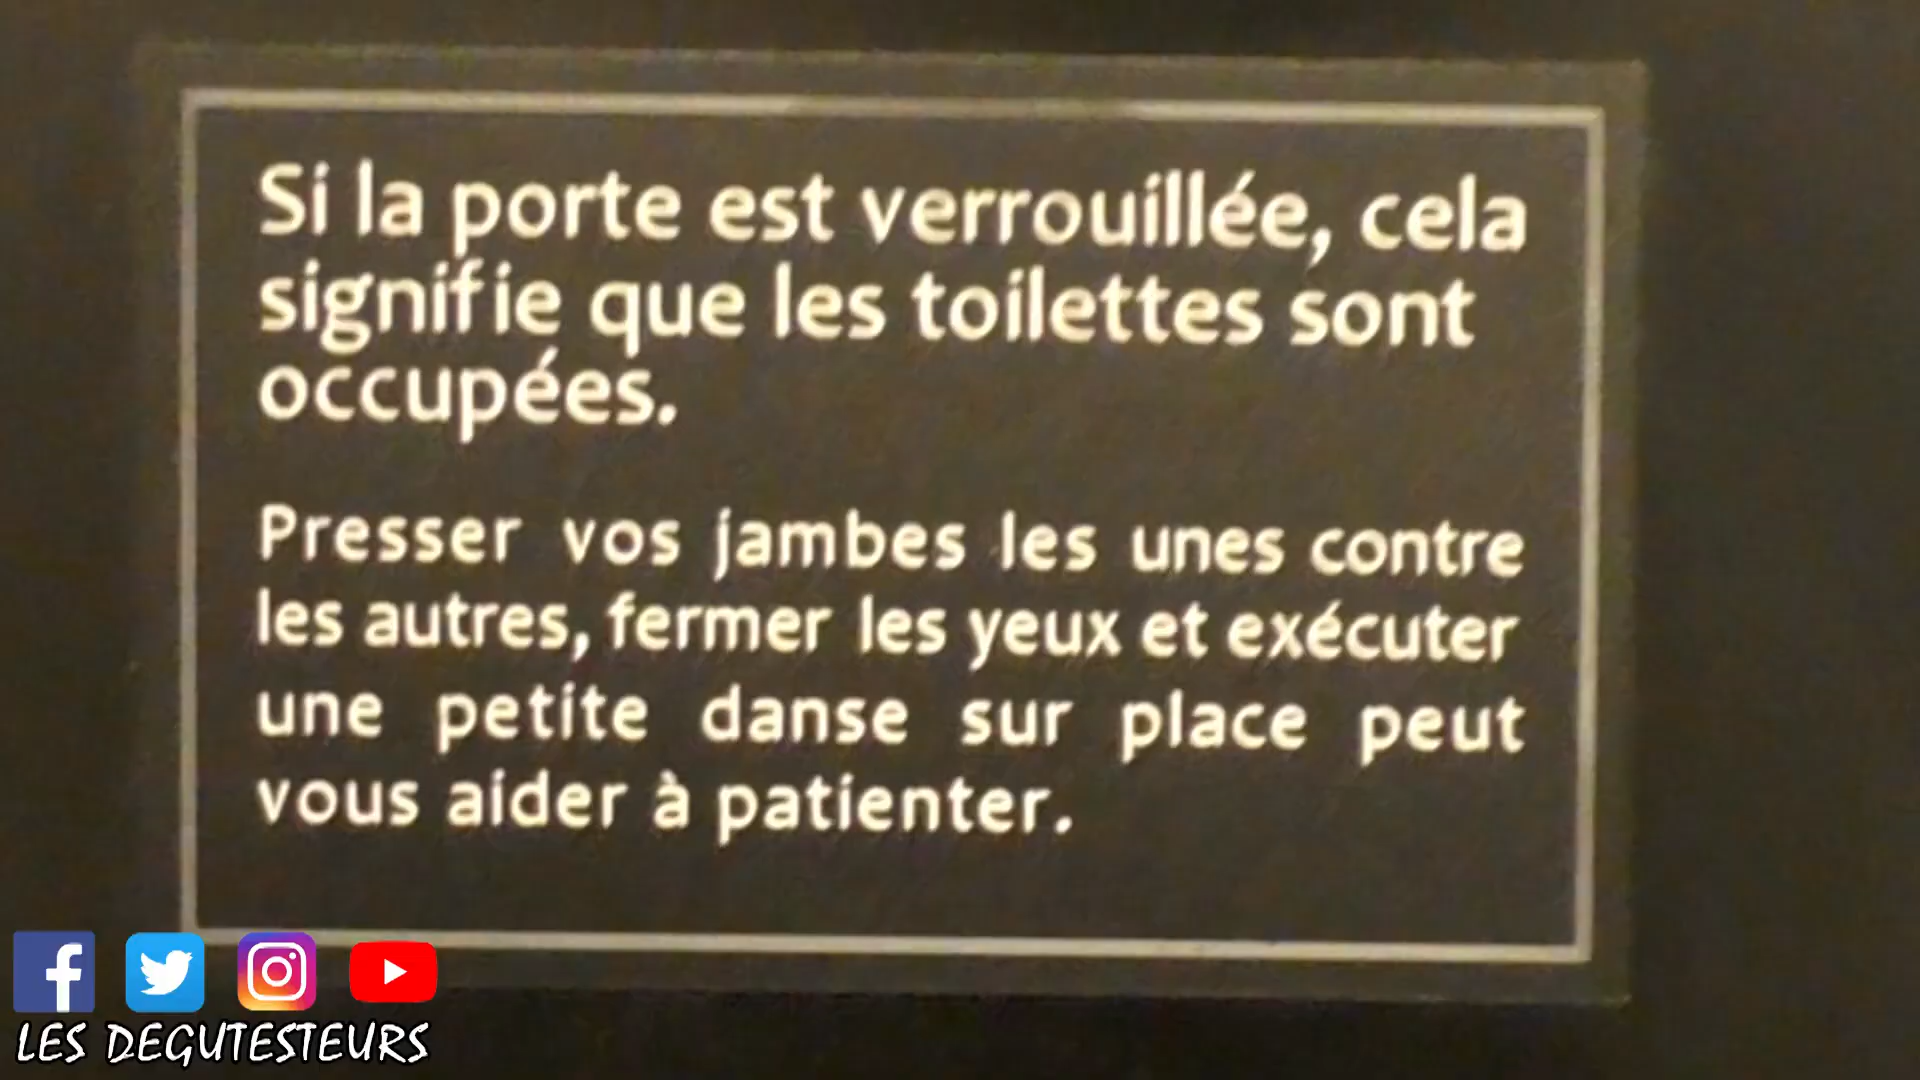 Si la porte est verrouillée, cela
signifie que les toilettes sont
occupées.
Presser vos jambes les unes contre
les autres, fermer les yeux et exécuter
une petite danse sur place peut
vous aider à patienter.
LES DEGUTESTEURS